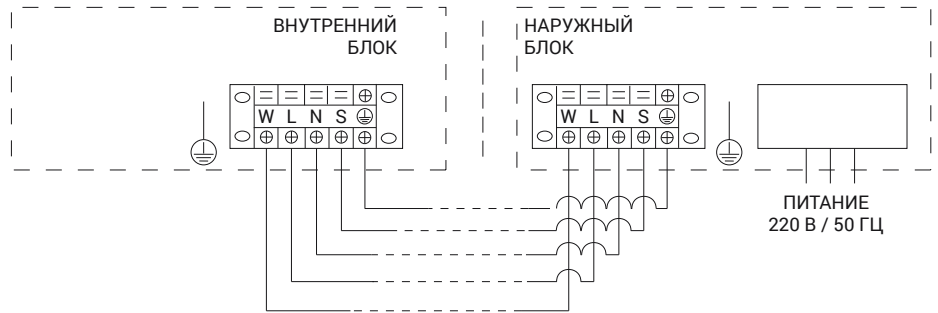 ВНУТРЕННИЙ
БЛОК
НАРУЖНЫЙ
БЛОК
W L N S
W L N S
ПИТАНИЕ
220 В / 50 ГЦ